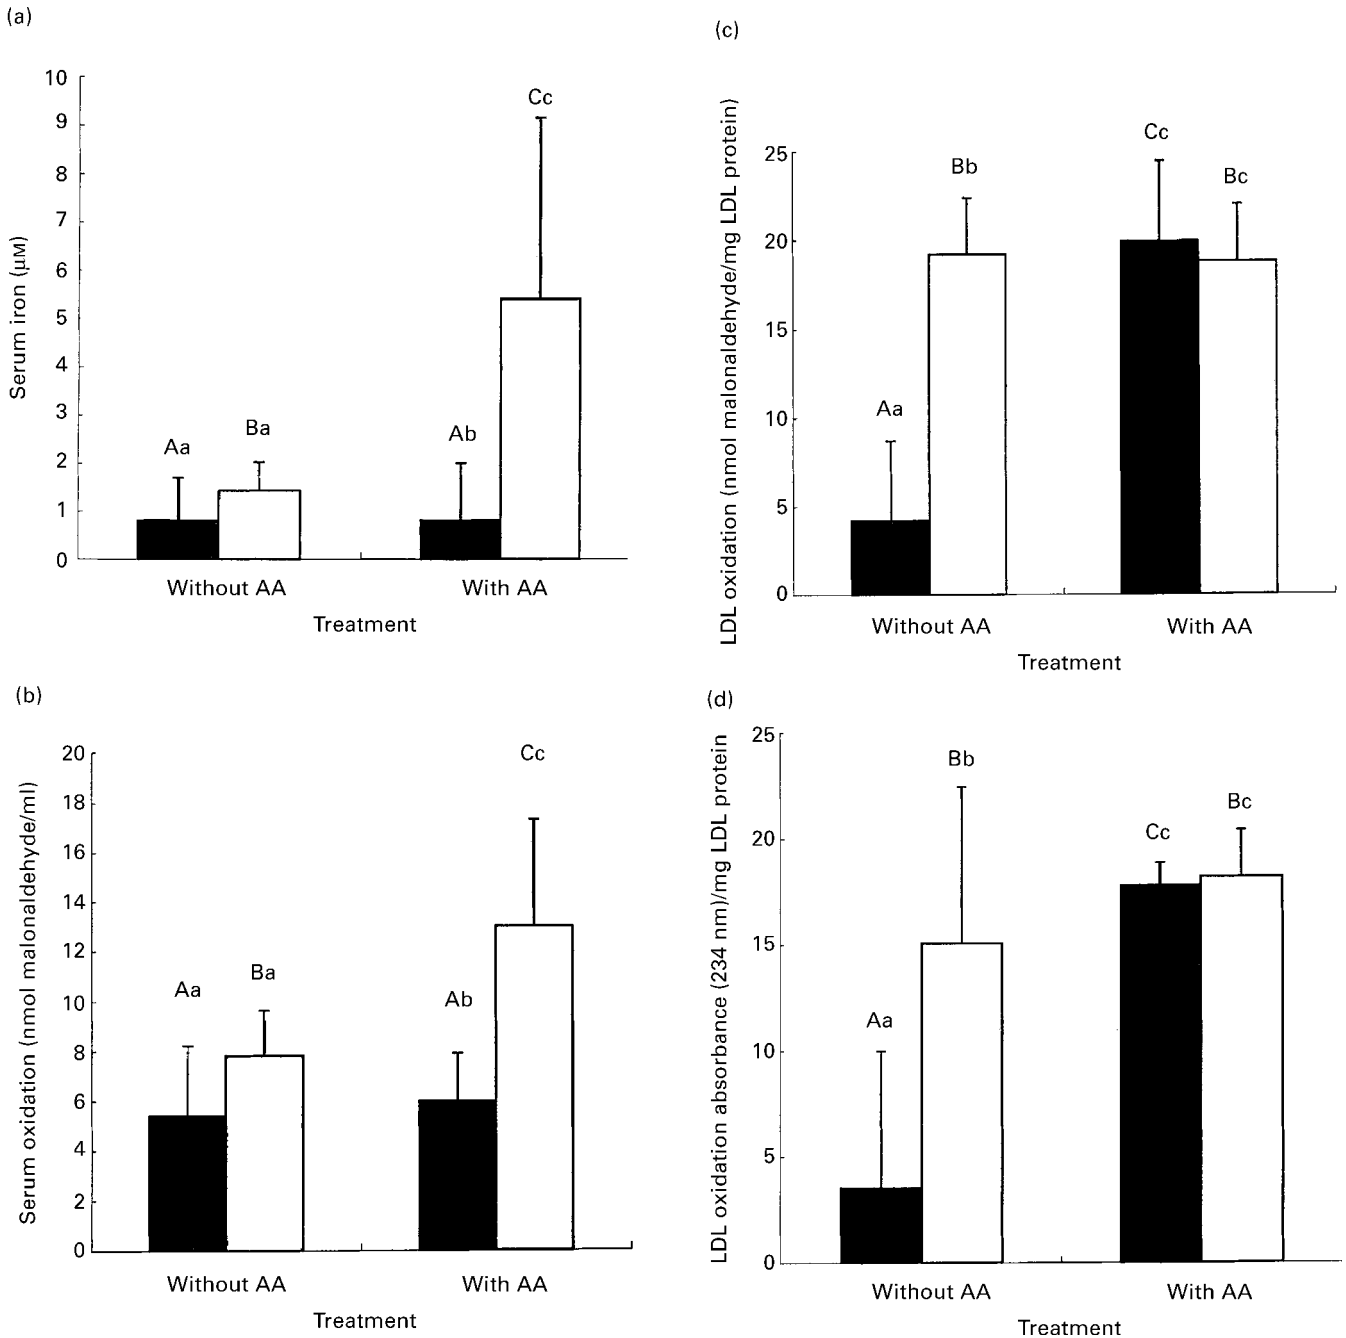 (a)
Serum iron (µM)
10
9
8
7
6
5
4
3
2
1
0
Aa
Ba
Ab
Cc
Without AA
With AA
Treatment
(b)
Serum oxidation (nmol malonaldehyde/ml)
20
18
16
14
12
10
8
6
4
2
0
Aa
Ba
Ab
Cc
Without AA
With AA
Treatment
(c)
LDL oxidation (nmol malonaldehyde/mg LDL protein)
25
20
15
10
5
0
Aa
Bb
Cc
Bc
Without AA
With AA
Treatment
(d)
LDL oxidation absorbance (234 nm)/mg LDL protein
25
20
15
10
5
0
Aa
Bb
Cc
Bc
Without AA
With AA
Treatment